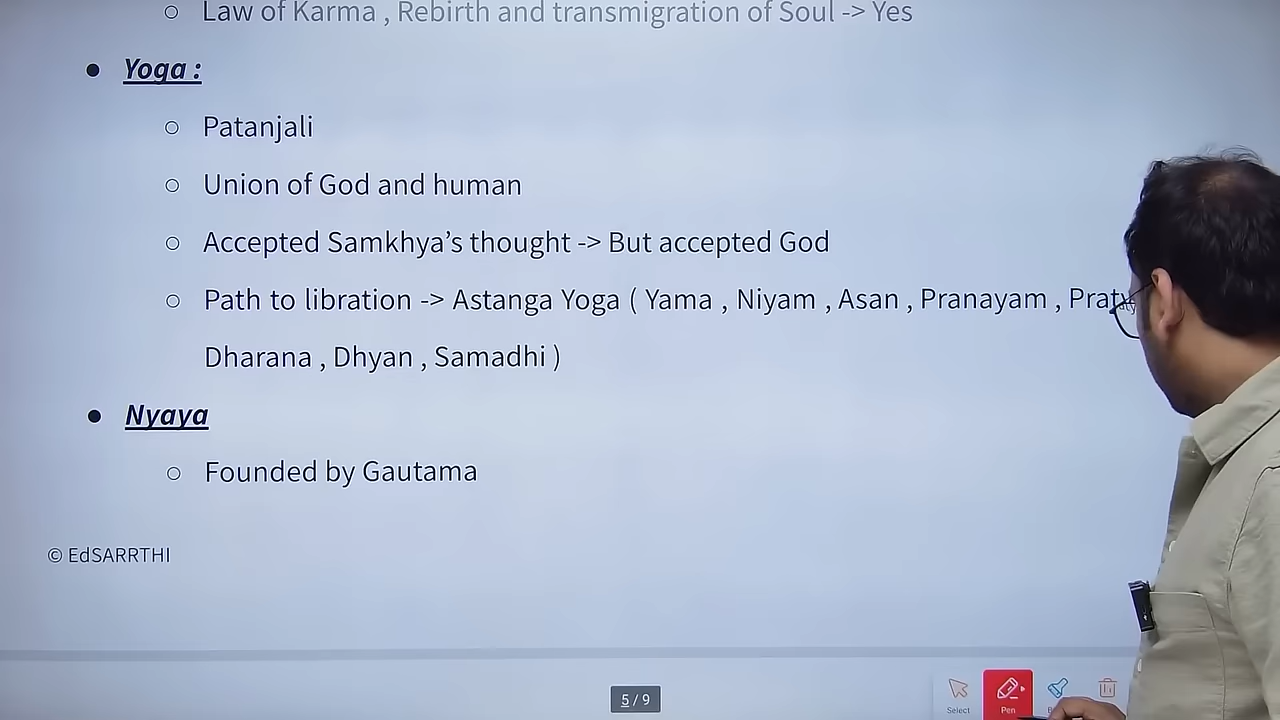 ○ Law of Karma , Rebirth and transmigration of Soul -> Yes
● Yoga :
○ Patanjali
○ Union of God and human
○ Accepted Samkhya’s thought -> But accepted God
○ Path to libration -> Astanga Yoga ( Yama , Niyam , Asan , Pranayam ,
Dharana , Dhyan , Samadhi )
● Nyaya
○ Founded by Gautama
© EdSARRTHI
5 / 9
Select Pen